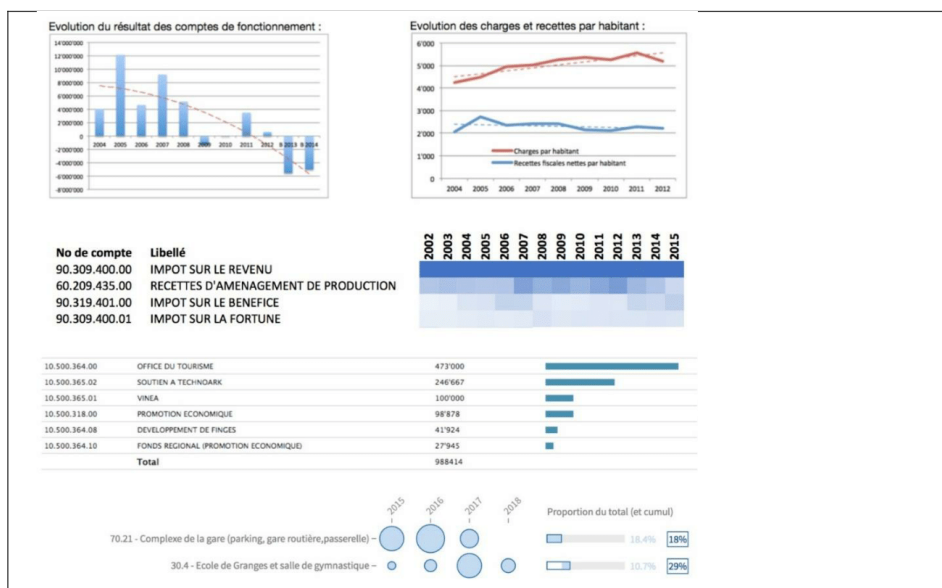 Evolution du résultat des comptes de fonctionnement :
14'000'000
12'000'000
10'000'000
8'000'000
6'000'000
4'000'000
2'000'000
0
-2'000'000
-4'000'000
-6'000'000
-8'000'000
2004 2005 2006 2007 2008 2009 2010 2011 2012 B 2013 B 2014
Evolution des charges et recettes par habitant :
6'000
5'000
4'000
3'000
2'000
1'000
0
Charges par habitant
Recettes fiscales nettes par habitant
2004 2005 2006 2007 2008 2009 2010 2011 2012
2002 2003 2004 2005 2006 2007 2008 2009 2010 2011 2012 2013 2014 2015
No de compte Libellé
90.309.400.00 IMPOT SUR LE REVENU
60.209.435.00 RECETTES D'AMENAGEMENT DE PRODUCTION
90.319.401.00 IMPOT SUR LE BENEFICE
90.309.400.01 IMPOT SUR LA FORTUNE
10.500.364.00 OFFICE DU TOURISME 473'000
10.500.365.02 SOUTIEN A TECHNOARK 246'667
10.500.365.01 VINEA 100'000
10.500.318.00 PROMOTION ECONOMIQUE 98'878
10.500.364.08 DEVELOPPEMENT DE FINGES 41'924
10.500.364.10 FONDS REGIONAL (PROMOTION ECONOMIQUE) 27'945
Total 988414
2015 2016 2017 2018 Proportion du total (et cumul)
70.21 - Complexe de la gare (parking, gare routière,passerelle) 18.4% 18%
30.4 - Ecole de Granges et salle de gymnastique 10.7% 29%